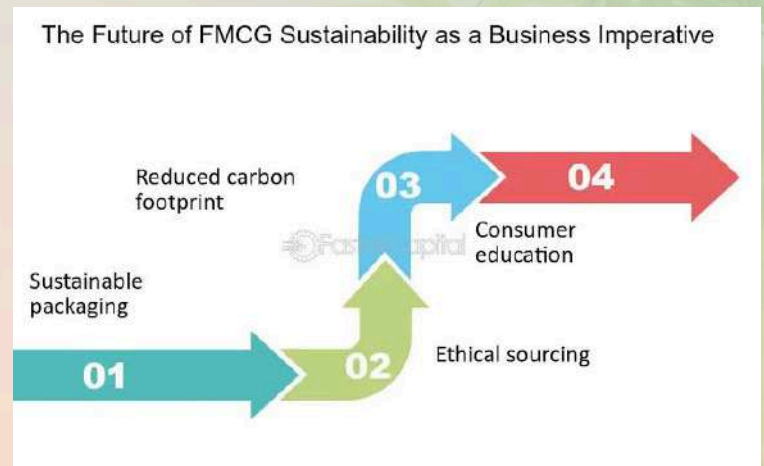 The Future of FMCG Sustainability as a Business Imperative
Reduced carbon
footprint
03
04
FasterCapital
Consumer
education
Sustainable
packaging
01
02
Ethical sourcing